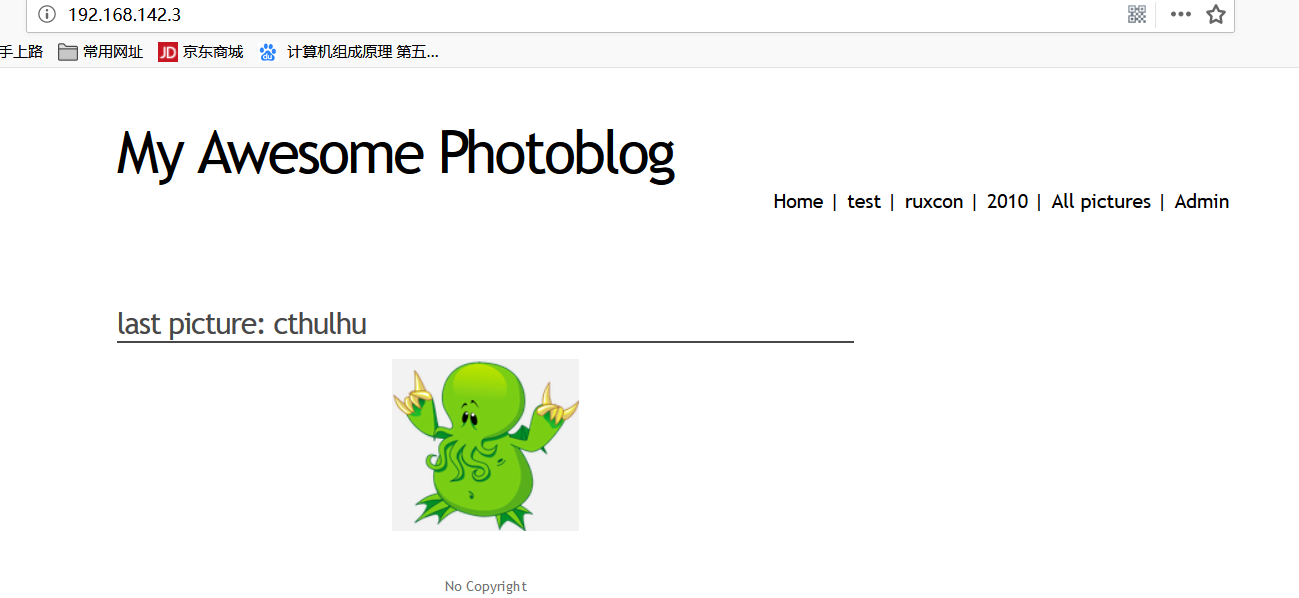 192.168.142.3
手上路 常用网址 JD 京东商城 计算机组成原理 第五...
My Awesome Photoblog
Home | test | ruxcon | 2010 | All pictures | Admin
last picture: cthulhu
No Copyright